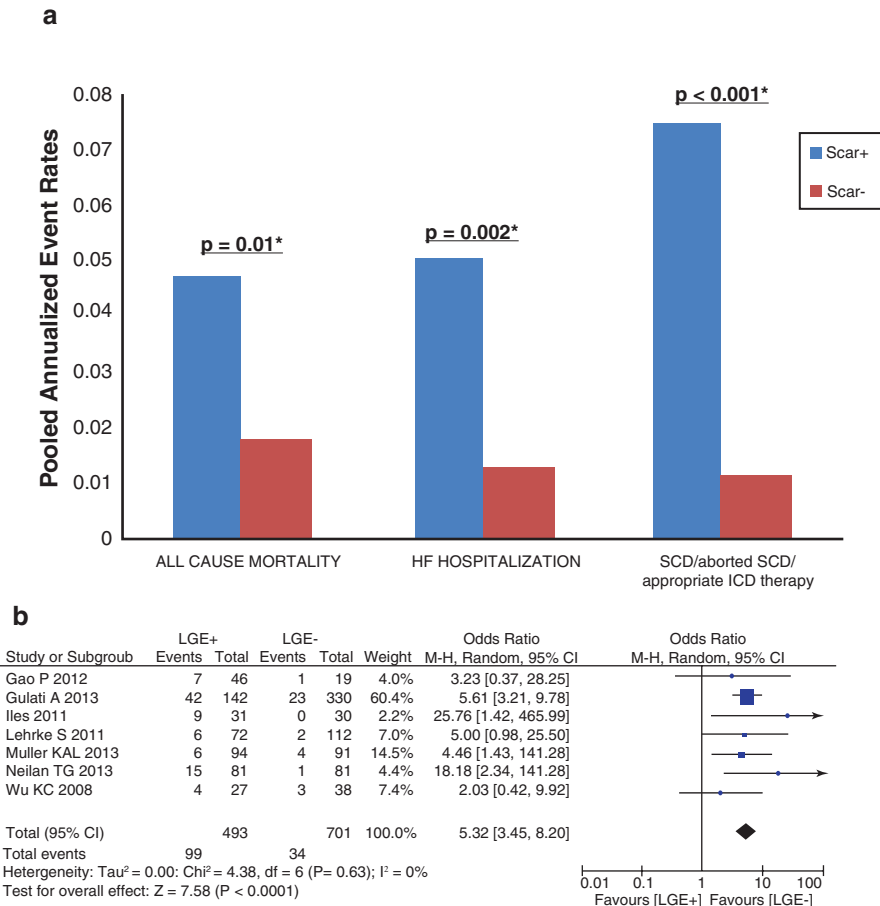 a
Pooled Annualized Event Rates
0.08
0.07
0.06
0.05
0.04
0.03
0.02
0.01
0
p = 0.01*
p = 0.002*
p < 0.001*
Scar+
Scar-
ALL CAUSE MORTALITY
HF HOSPITALIZATION
SCD/aborted SCD/
appropriate ICD therapy
b
LGE+ LGE- Odds Ratio Odds Ratio
Study or Subgroub Events Total Events Total Weight M-H, Random, 95% CI M-H, Random, 95% CI
Gao P 2012 7 46 1 19 4.0% 3.23 [0.37, 28.25]
Gulati A 2013 42 142 23 330 60.4% 5.61 [3.21, 9.78]
Iles 2011 9 31 0 30 2.2% 25.76 [1.42, 465.99]
Lehrke S 2011 6 72 2 112 7.0% 5.00 [0.98, 25.50]
Muller KAL 2013 6 94 4 91 14.5% 4.46 [1.43, 141.28]
Neilan TG 2013 15 81 1 81 4.4% 18.18 [2.34, 141.28]
Wu KC 2008 4 27 3 38 7.4% 2.03 [0.42, 9.92]
Total (95% CI) 493 701 100.0% 5.32 [3.45, 8.20]
Total events 99 34
Hetergeneity: Tau² = 0.00: Chi² = 4.38, df = 6 (P= 0.63); I² = 0%
Test for overall effect: Z = 7.58 (P < 0.0001)
0.01 0.1 1 10 100
Favours [LGE+] Favours [LGE-]